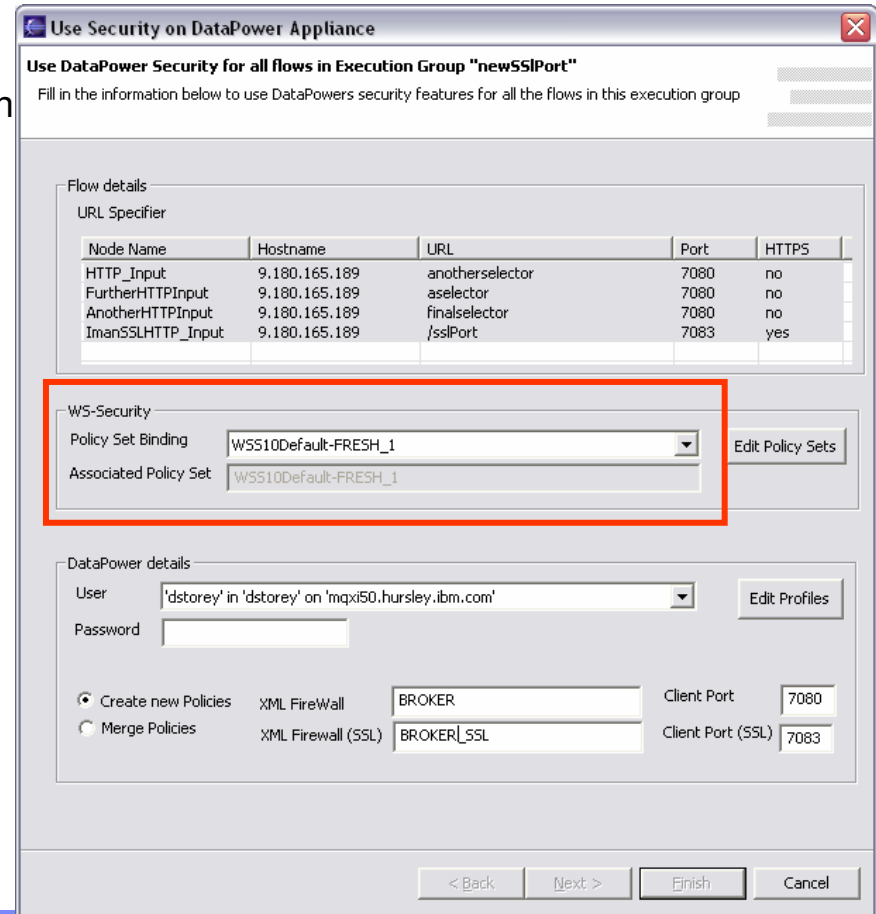 Use Security on DataPower Appliance
Use DataPower Security for all flows in Execution Group "newSSlPort"
n
Fill in the information below to use DataPowers security features for all the flows in this execution group
Flow details
URL Specifier
Node Name Hostname URL Port HTTPS
HTTP_Input 9.180.165.189 anotherselector 7080 no
FurtherHTTPInput 9.180.165.189 aselector 7080 no
AnotherHTTPInput 9.180.165.189 finalselector 7080 no
ImanSSLHTTP_Input 9.180.165.189 /sslPort 7083 yes
WS-Security
Policy Set Binding WSS10Default-FRESH_1 Edit Policy Sets
Associated Policy Set WSS10Default-FRESH_1
DataPower details
User 'dstorey' in 'dstorey' on 'mqxi50.hursley.ibm.com' Edit Profiles
Password
Create new Policies XML FireWall BROKER Client Port 7080
Merge Policies XML Firewall (SSL) BROKER_SSL Client Port (SSL) 7083
< Back Next > Finish Cancel